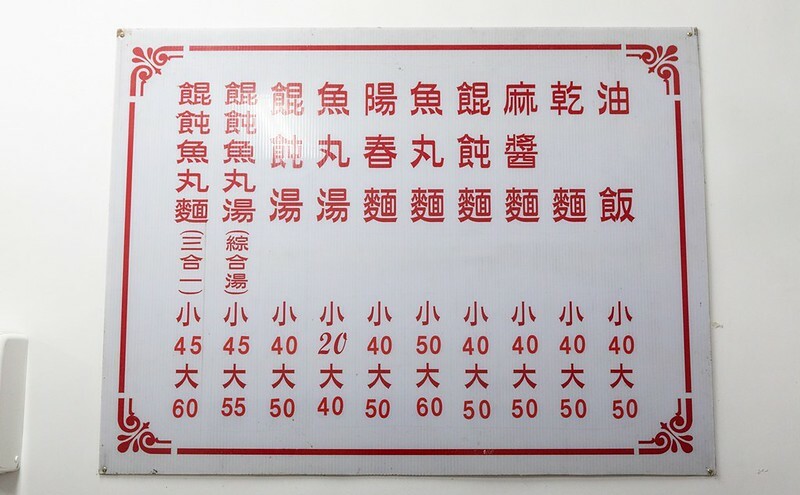 油飯小40大50
乾麵小40大50
麻醬麵小40大50
餛飩麵小40大50
魚丸麵小50大60
陽春麵小40大50
魚丸湯小20大40
餛飩湯小40大50
餛飩魚丸湯(綜合湯)小45大55
餛飩魚丸麵(三合一)小45大60